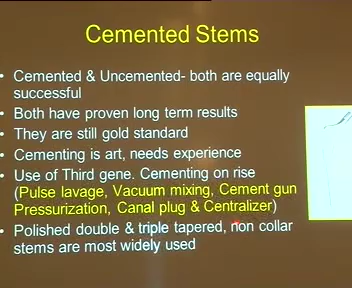 Cemented Stems
• Cemented & Uncemented- both are equally
successful
• Both have proven long term results
• They are still gold standard
• Cementing is art, needs experience
• Use of Third gene. Cementing on rise
(Pulse lavage, Vacuum mixing, Cement gun
Pressurization, Canal plug & Centralizer)
• Polished double & triple tapered, non collar
stems are most widely used